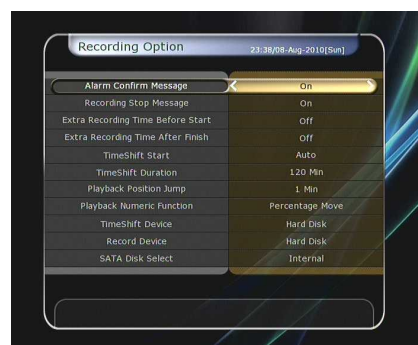 Recording Option 23:38/08-Aug-2010[Sun]
Alarm Confirm Message On
Recording Stop Message On
Extra Recording Time Before Start Off
Extra Recording Time After Finish Off
TimeShift Start Auto
TimeShift Duration 120 Min
Playback Position Jump 1 Min
Playback Numeric Function Percentage Move
TimeShift Device Hard Disk
Record Device Hard Disk
SATA Disk Select Internal